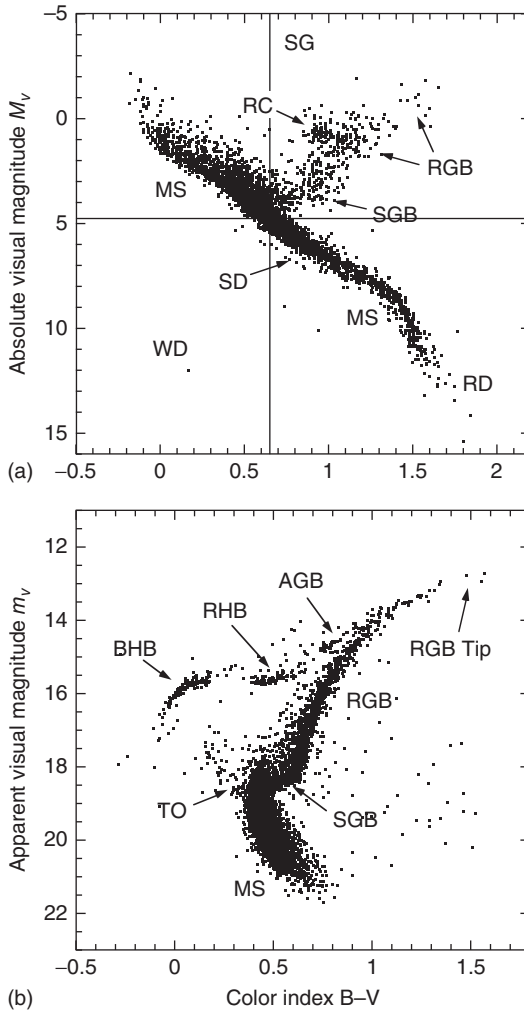 −5
0
5
10
15
Absolute visual magnitude Mv
SG
RC
RGB
MS
SGB
SD
MS
WD
RD
(a)
−0.5 0 0.5 1 1.5 2
12
14
16
18
20
22
Apparent visual magnitude mv
AGB
RHB
BHB
RGB Tip
RGB
TO
SGB
MS
−0.5 0 0.5 1 1.5
(b)
Color index B–V